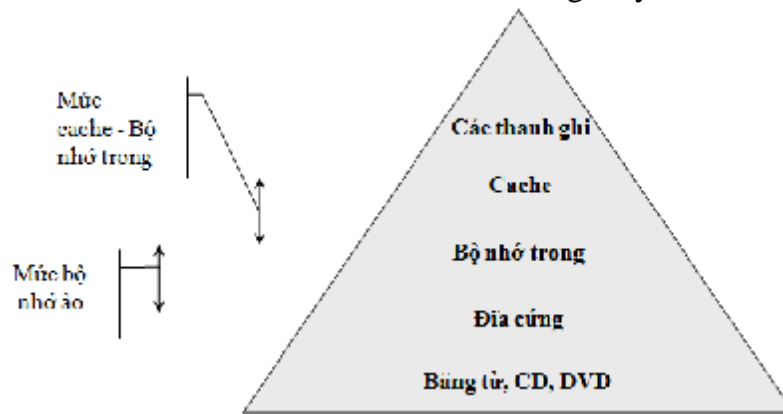 Mức
cache - Bộ
nhớ trong
Mức bộ
nhớ ảo
Các thanh ghi
Cache
Bộ nhớ trong
Đĩa cứng
Băng từ, CD, DVD